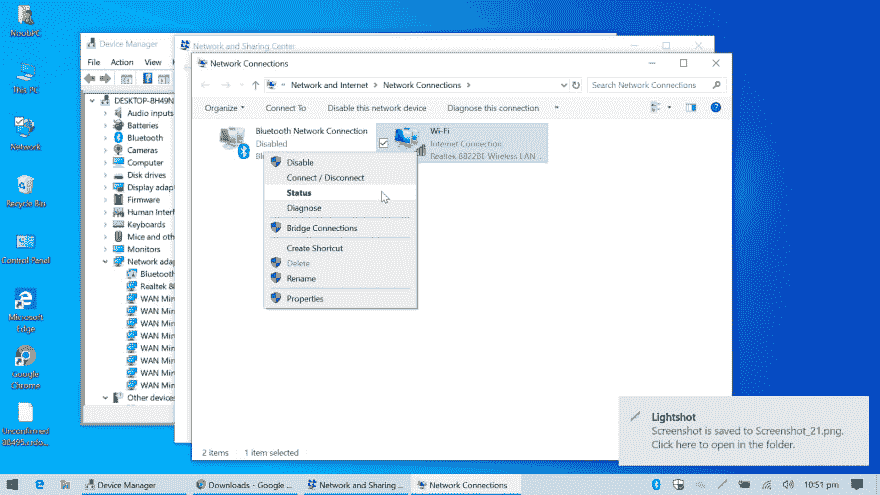 NoobPC
This PC
Network
Recycle Bin
Control Panel
Microsoft
Edge
Google
Chrome
Device Manager
File Action View
DESKTOP-8H49N
Audio inputs
Batteries
Bluetooth
Cameras
Computer
Disk drives
Display adap
Firmware
Human Interf
Keyboards
Mice and othe
Monitors
Network adap
Bluetooth
Realtek 88
WAN Min
WAN Min
WAN Min
WAN Min
WAN Min
WAN Min
WAN Min
WAN Min
Other devices
Network and Sharing Center
Network Connections
Network and Internet > Network Connections >
Search Network Connections
Organize Connect To Disable this network device Diagnose this connection »
Bluetooth Network Connection
Disabled
Wi-Fi
Internet Connection
Realtek 8822BE Wireless LAN ...
Disable
Connect / Disconnect
Status
Diagnose
Bridge Connections
Create Shortcut
Delete
Rename
Properties
2 items 1 item selected
Lightshot
Screenshot is saved to Screenshot_21.png.
Click here to open in the folder.
Device Manager
Downloads - Google ...
Network and Sharing ...
Network Connections
10:51 pm